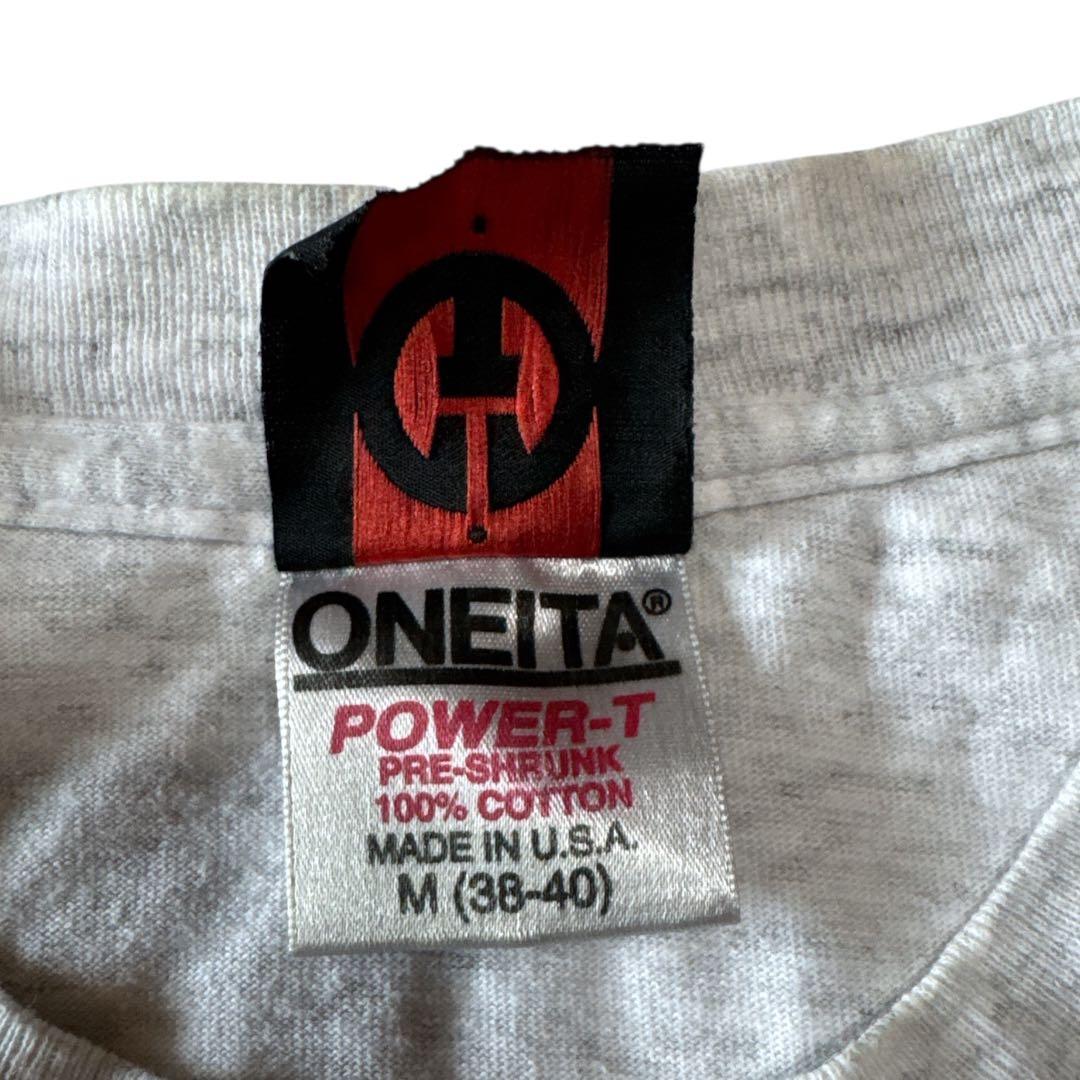 ONEITA®
POWER-T
PRE-SHRUNK
100% COTTON
MADE IN U.S.A.
M (38-40)